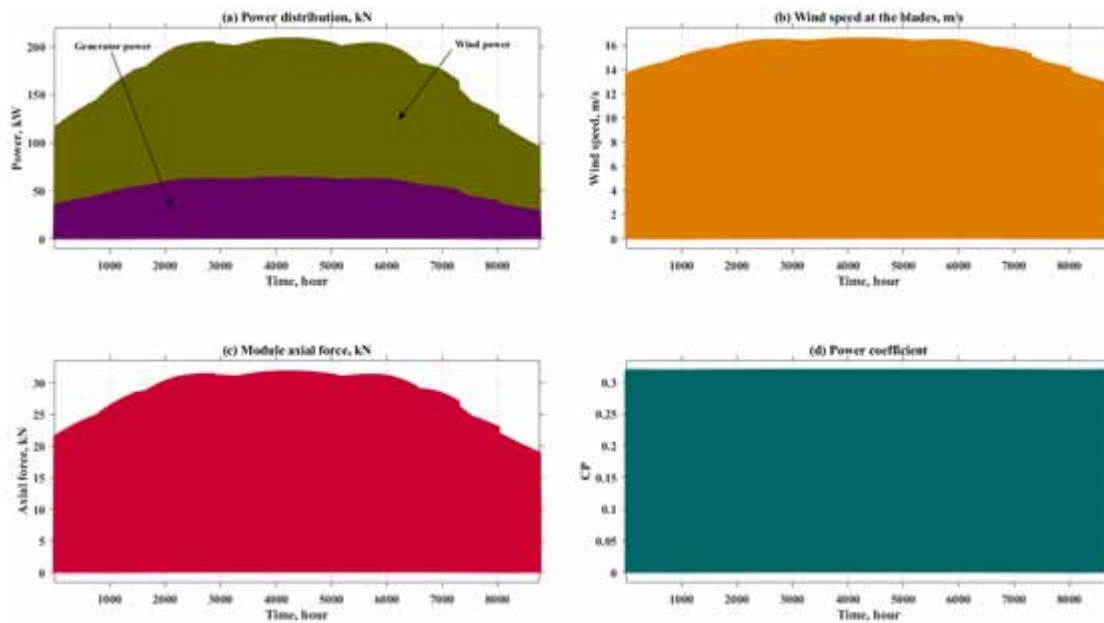 (a) Power distribution, kN
Generator power
Wind power
Power, kW
200
150
100
50
0
1000 2000 3000 4000 5000 6000 7000 8000
Time, hour
(b) Wind speed at the blades, m/s
Wind speed, m/s
16
14
12
10
8
6
4
2
0
1000 2000 3000 4000 5000 6000 7000 8000
Time, hour
(c) Module axial force, kN
Axial force, kN
30
25
20
15
10
5
0
1000 2000 3000 4000 5000 6000 7000 8000
Time, hour
(d) Power coefficient
CP
0.3
0.25
0.2
0.15
0.1
0.05
0
1000 2000 3000 4000 5000 6000 7000 8000
Time, hour